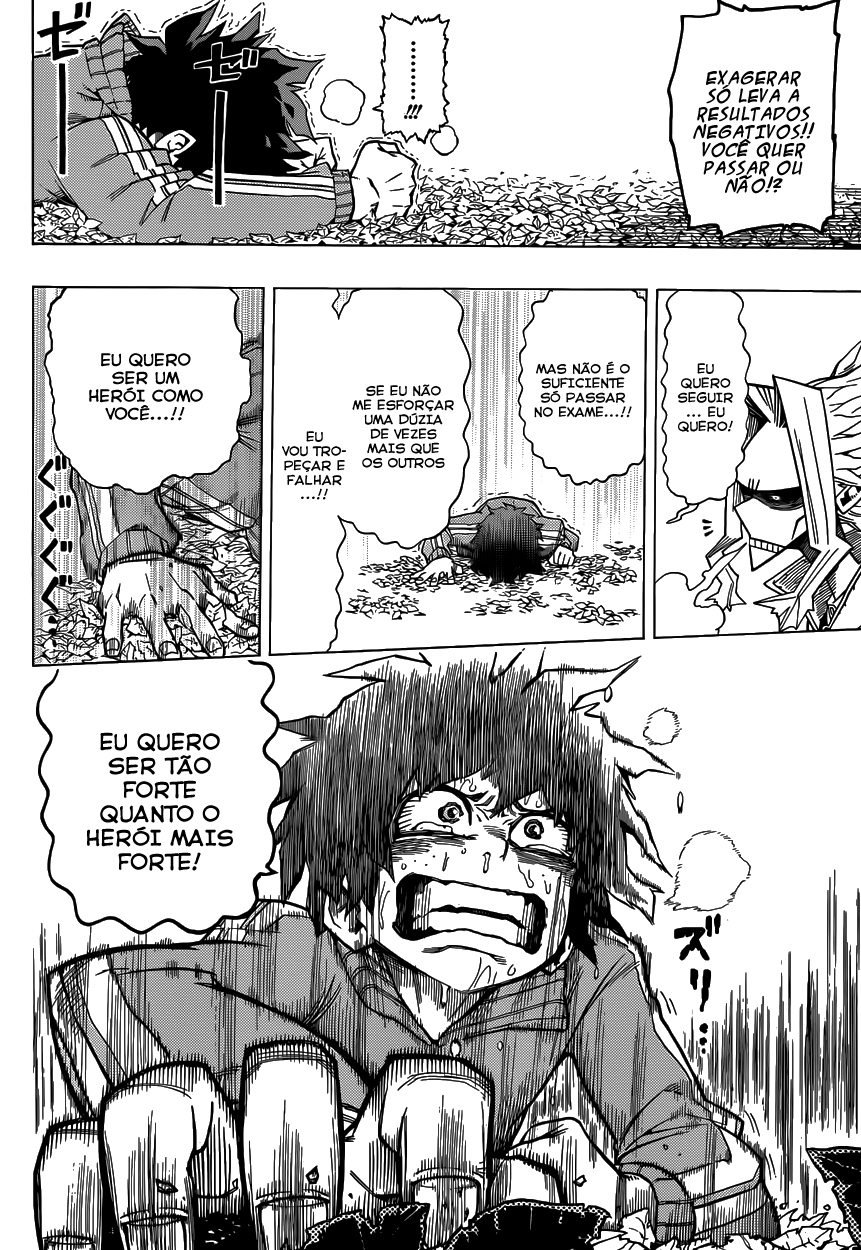 EXAGERAR
SÓ LEVA A
RESULTADOS
NEGATIVOS!!
VOCÊ QUER
PASSAR OU
NÃO!?
.........!!!
ゼーゼー
EU
QUERO
SEGUIR
... EU
QUERO!
MAS NÃO É O
SUFICIENTE
SÓ PASSAR
NO EXAME...!!
SE EU NÃO
ME ESFORÇAR
UMA DÚZIA
DE VEZES
MAIS QUE
OS OUTROS
EU
VOU TRO-
PEÇAR E
FALHAR
...!!
EU QUERO
SER UM
HERÓI COMO
VOCÊ...!!
ぐぐぐぐ...
EU QUERO
SER TÃO
FORTE
QUANTO O
HERÓI MAIS
FORTE!
ズリ...